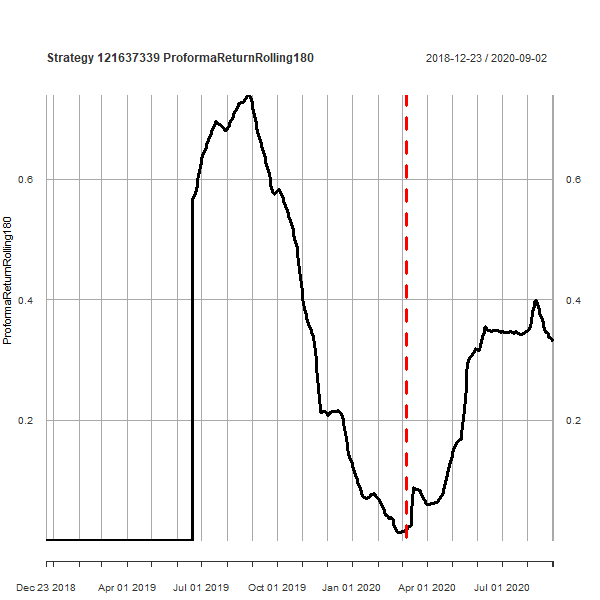 Strategy 121637339 ProformaReturnRolling180
2018-12-23 / 2020-09-02
ProformaReturnRolling180
0.6
0.6
0.4
0.4
0.2
0.2
Dec 23 2018
Apr 01 2019
Jul 01 2019
Oct 01 2019
Jan 01 2020
Apr 01 2020
Jul 01 2020